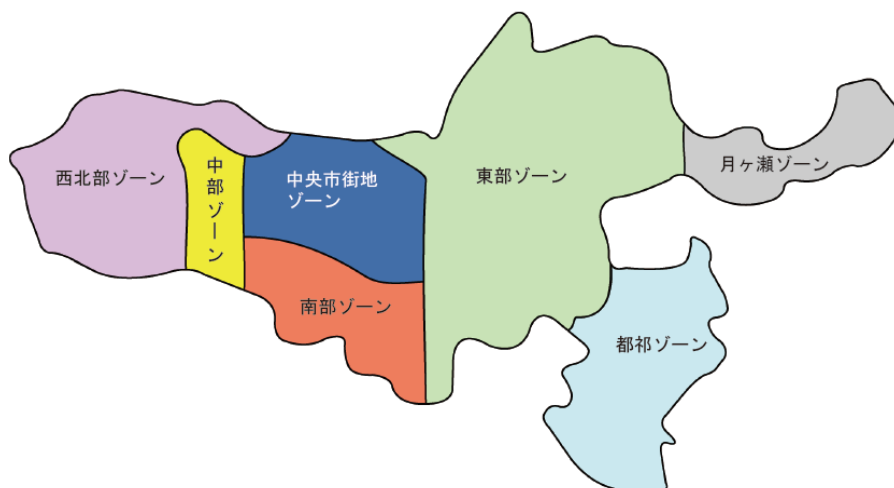 西北部ゾーン
中部ゾーン
中央市街地
ゾーン
南部ゾーン
東部ゾーン
月ヶ瀬ゾーン
都祁ゾーン